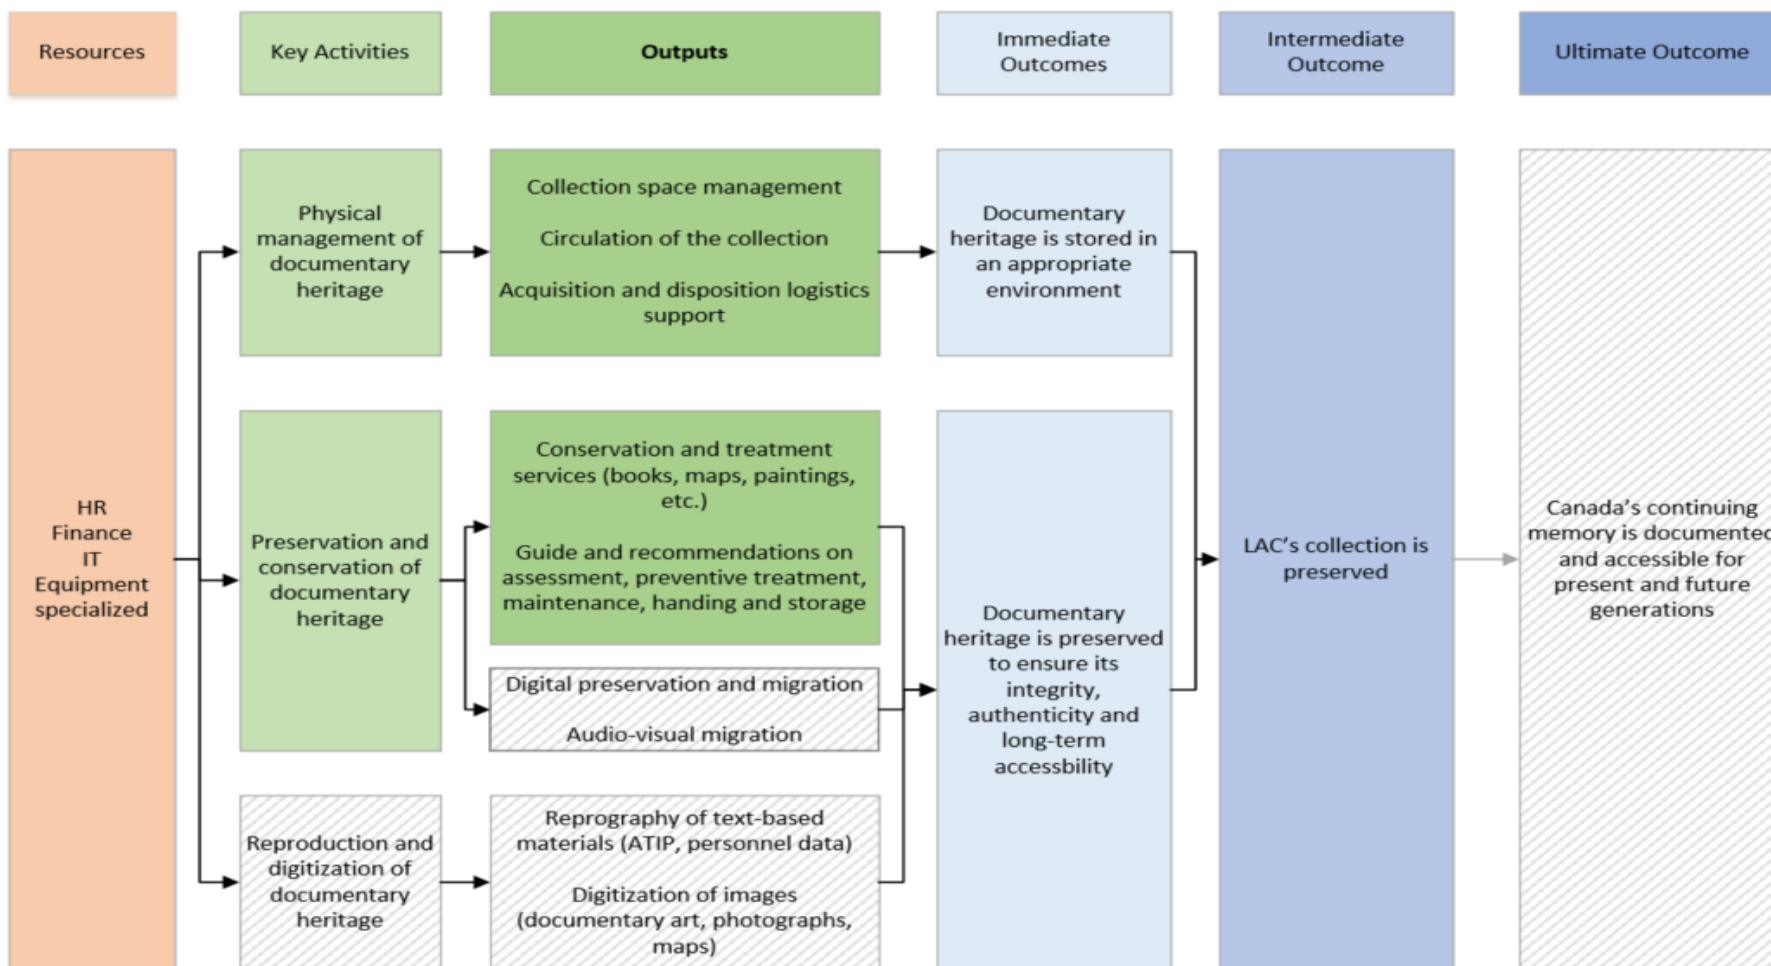 Resources
Key Activities
Outputs
Immediate
Outcomes
Intermediate
Outcome
Ultimate Outcome
HR
Finance
IT
Equipment
specialized
Physical
management of
documentary
heritage
Collection space management
Circulation of the collection
Acquisition and disposition logistics
support
Documentary
heritage is stored in
an appropriate
environment
Preservation and
conservation of
documentary
heritage
Conservation and treatment
services (books, maps, paintings,
etc.)
Guide and recommendations on
assessment, preventive treatment,
maintenance, handing and storage
Digital preservation and migration
Audio-visual migration
Reproduction and
digitization of
documentary
heritage
Reprography of text-based
materials (ATIP, personnel data)
Digitization of images
(documentary art, photographs,
maps)
Documentary
heritage is preserved
to ensure its
integrity,
authenticity and
long-term
accessbility
LAC's collection is
preserved
Canada's continuing
memory is documented
and accessible for
present and future
generations